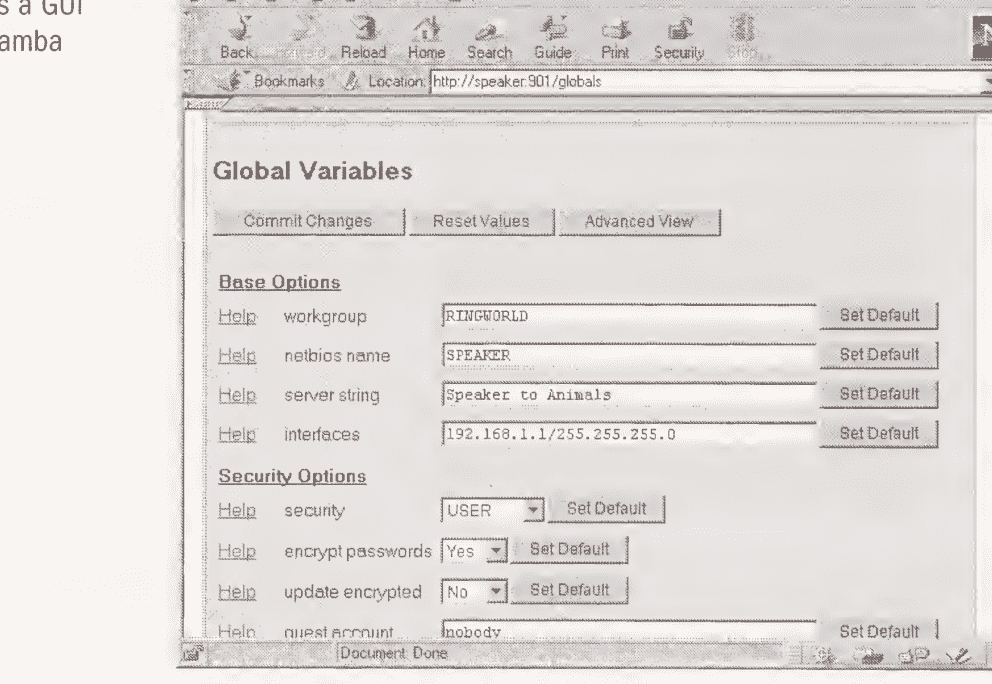 s a GUI
amba
Back Reload Home Search Guide Print Security Stop
Bookmarks Location: http://speaker:901/globals
Global Variables
Commit Changes Reset Values Advanced View
Base Options
Help workgroup RINGWORLD Set Default
Help netbios name SPEAKER Set Default
Help server string Speaker to Animals Set Default
Help interfaces 192.168.1.1/255.255.255.0 Set Default
Security Options
Help security USER Set Default
Help encrypt passwords Yes Set Default
Help update encrypted No Set Default
Help guest account nobody Set Default
Document: Done
N